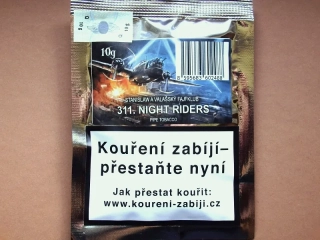 10g
STANISLAW A VALAŠSKÝ FAJFKLUB
311. NIGHT RIDERS
PIPE TOBACCO
Kouření zabíjí–
přestaňte nyní
Jak přestat kouřit:
www.koureni-zabiji.cz